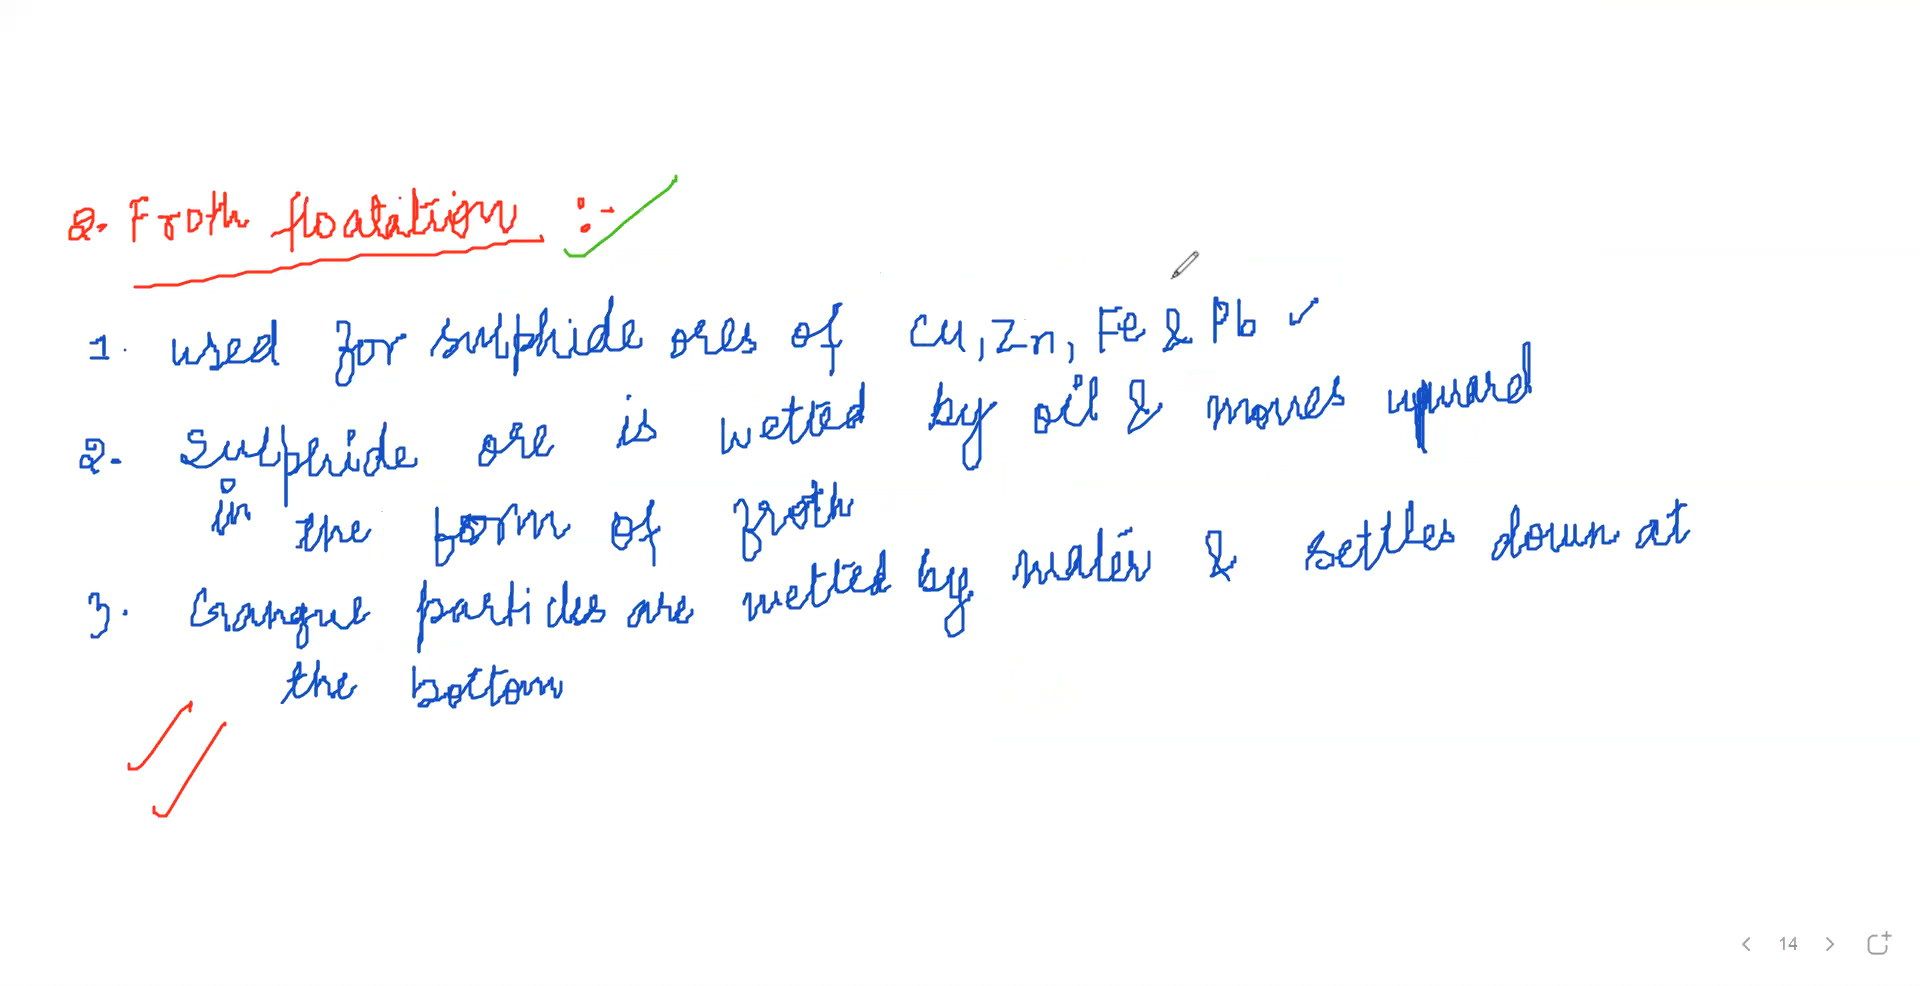 2. Froth floatation :-
1. used for sulphide ores of Cu, Zn, Fe & Pb
2. Sulphide ore is wetted by oil & moves upward
in the form of froth
3. Gangue particles are wetted by water & settles down at
the bottom
14